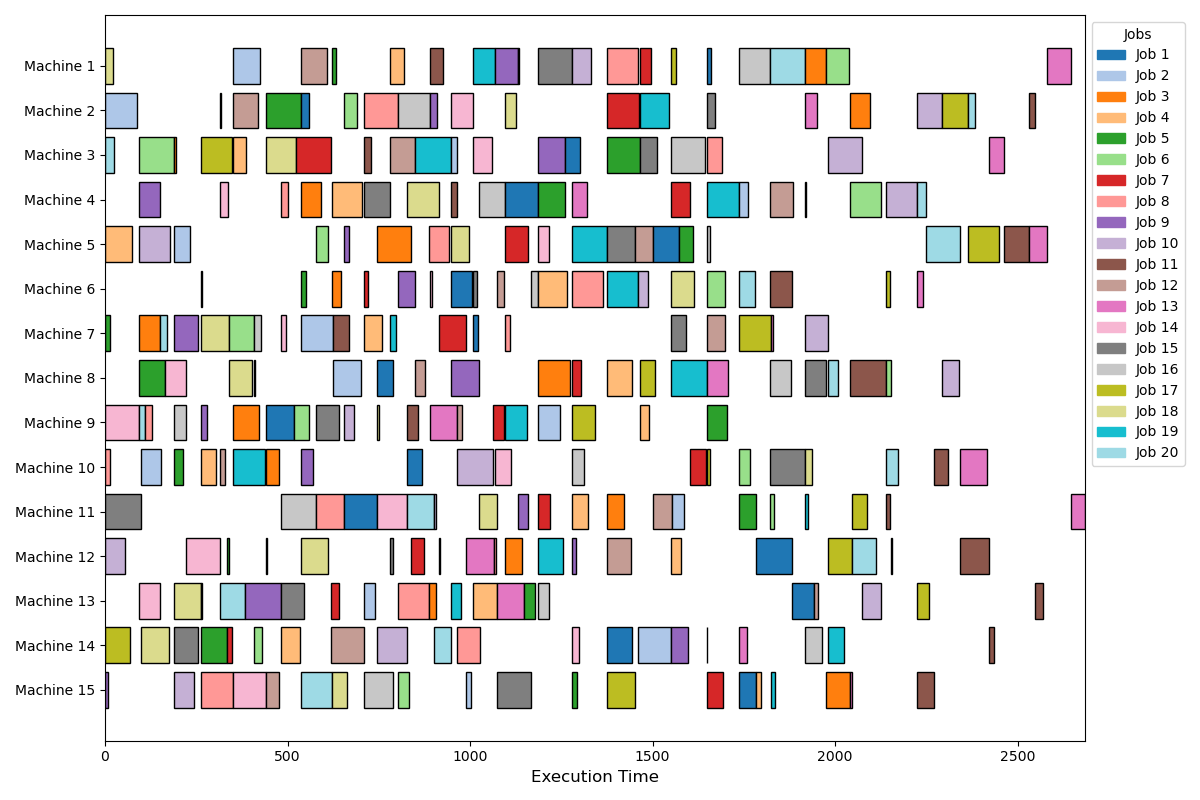 Machine 1
Machine 2
Machine 3
Machine 4
Machine 5
Machine 6
Machine 7
Machine 8
Machine 9
Machine 10
Machine 11
Machine 12
Machine 13
Machine 14
Machine 15
0 500 1000 1500 2000 2500
Execution Time
Jobs
Job 1
Job 2
Job 3
Job 4
Job 5
Job 6
Job 7
Job 8
Job 9
Job 10
Job 11
Job 12
Job 13
Job 14
Job 15
Job 16
Job 17
Job 18
Job 19
Job 20